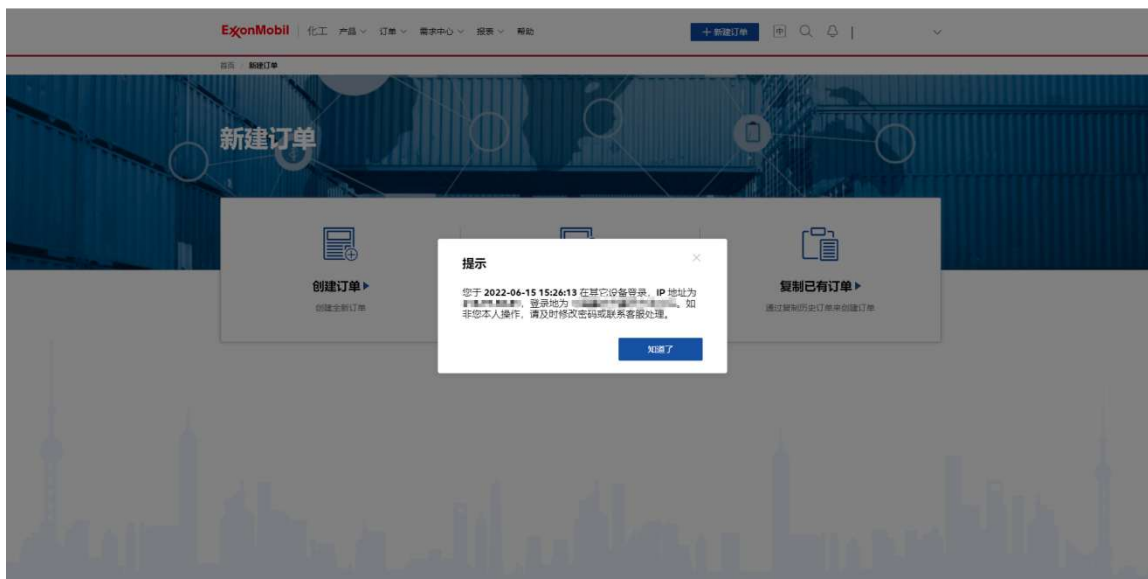 ExxonMobil 化工 产品 订单 需求中心 报表 帮助 + 新建订单 中
首页 / 新建订单
新建订单
提示
您于 2022-06-15 15:26:13 在其它设备登录,IP 地址为
,登录地为 。如
非您本人操作,请及时修改密码或联系客服处理。
知道了
创建订单
创建全新订单
复制已有订单
通过复制历史订单来创建订单